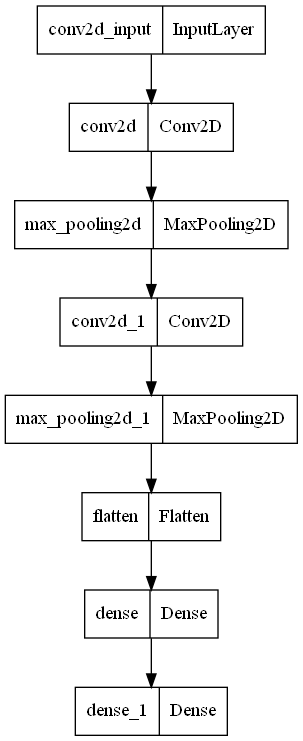 conv2d_input InputLayer
conv2d Conv2D
max_pooling2d MaxPooling2D
conv2d_1 Conv2D
max_pooling2d_1 MaxPooling2D
flatten Flatten
dense Dense
dense_1 Dense